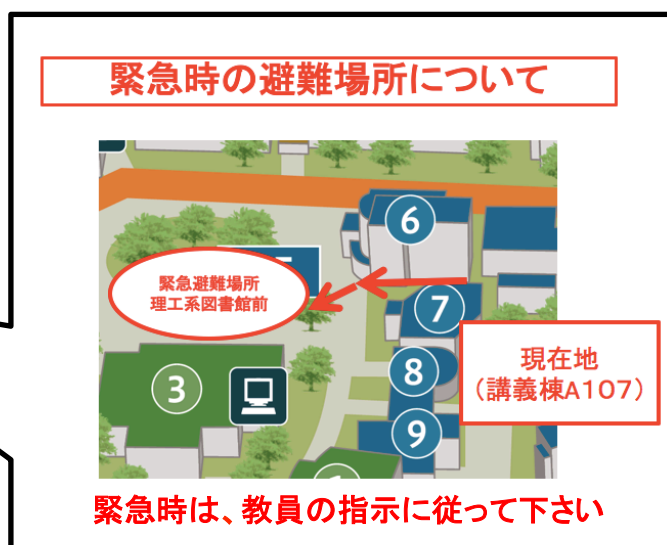 緊急時の避難場所について
6
緊急避難場所
理工系図書館前
7
現在地
（講義棟A107）
3
8
9
緊急時は、教員の指示に従って下さい